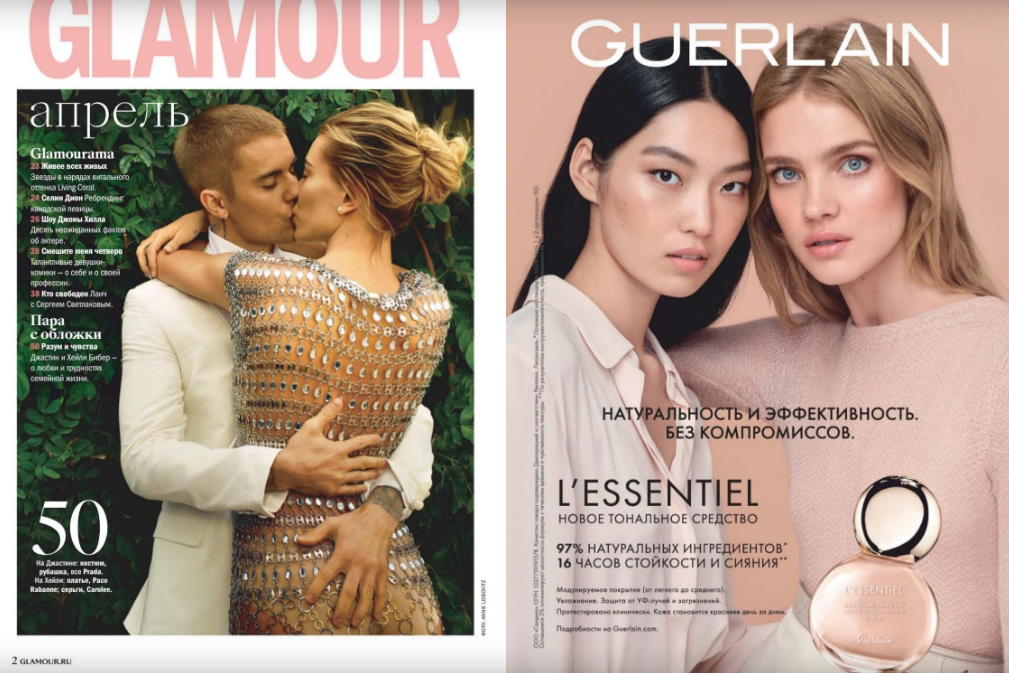 GLAMOUR
апрель
Glamourama
23 Живее всех живых
Звезды в нарядах витального
оттенка Living Coral.
24 Селин Дион Ребрендинг
канадской певицы.
26 Шоу Джоны Хилла
Десять неожиданных фактов
об актере.
28 Смешите меня четверо
Талантливые девушки-
комики – о себе и о своей
профессии.
38 Кто свободен Ланч
с Сергеем Светлаковым.
Пара
с обложки
50 Разум и чувства
Джастин и Хейли Бибер –
о любви и трудностях
семейной жизни.
50
На Джастине: костюм,
рубашка, все Prada.
На Хейли: платье, Paco
Rabanne; серьги, Carolee.
ФОТО: ANNIE LEIBOVITZ
2 GLAMOUR.RU
GUERLAIN
НАТУРАЛЬНОСТЬ И ЭФФЕКТИВНОСТЬ.
БЕЗ КОМПРОМИССОВ.
L'ESSENTIEL
НОВОЕ ТОНАЛЬНОЕ СРЕДСТВО
97% НАТУРАЛЬНЫХ ИНГРЕДИЕНТОВ*
16 ЧАСОВ СТОЙКОСТИ И СИЯНИЯ**
Модулируемое покрытие (от легкого до среднего).
Увлажнение. Защита от УФ-лучей и загрязнений.
Протестировано клинически. Кожа становится красивее день за днем.
Подробности на Guerlain.com.
L'ESSENTIEL
Guerlain